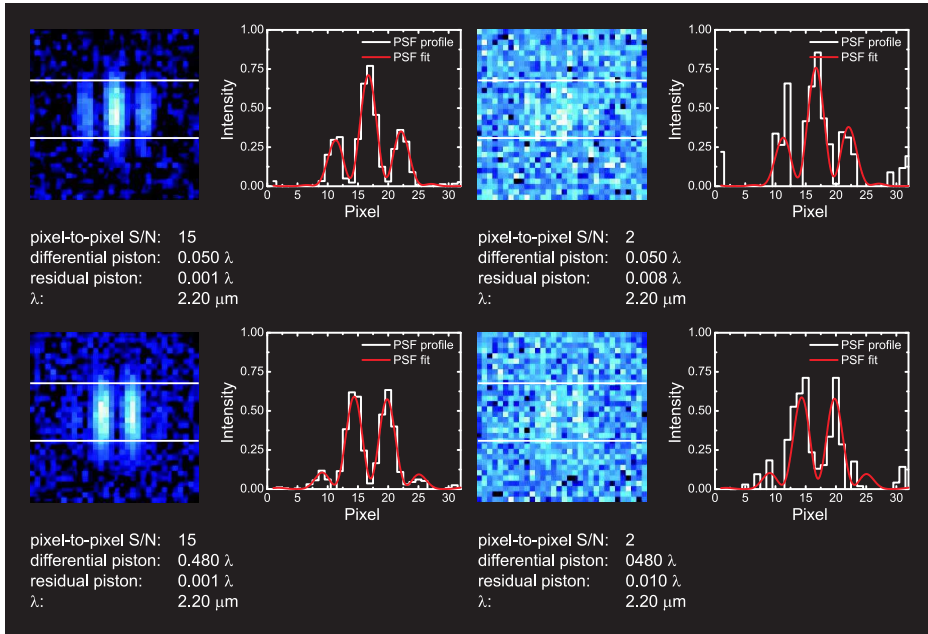 1.00
0.75
0.50
0.25
0.00
Intensity
PSF profile
PSF fit
0 5 10 15 20 25 30
Pixel
1.00
0.75
0.50
0.25
0.00
Intensity
PSF profile
PSF fit
0 5 10 15 20 25 30
Pixel
pixel-to-pixel S/N: 15
differential piston: 0.050 λ
residual piston: 0.001 λ
λ: 2.20 μm
pixel-to-pixel S/N: 2
differential piston: 0.050 λ
residual piston: 0.008 λ
λ: 2.20 μm
1.00
0.75
0.50
0.25
0.00
Intensity
PSF profile
PSF fit
0 5 10 15 20 25 30
Pixel
1.00
0.75
0.50
0.25
0.00
Intensity
PSF profile
PSF fit
0 5 10 15 20 25 30
Pixel
pixel-to-pixel S/N: 15
differential piston: 0.480 λ
residual piston: 0.001 λ
λ: 2.20 μm
pixel-to-pixel S/N: 2
differential piston: 0480 λ
residual piston: 0.010 λ
λ: 2.20 μm